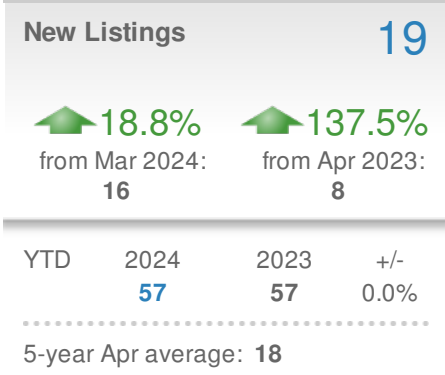 New Listings 19
18.8% 137.5%
from Mar 2024: from Apr 2023:
16 8
YTD 2024 2023 +/-
57 57 0.0%
5-year Apr average: 18